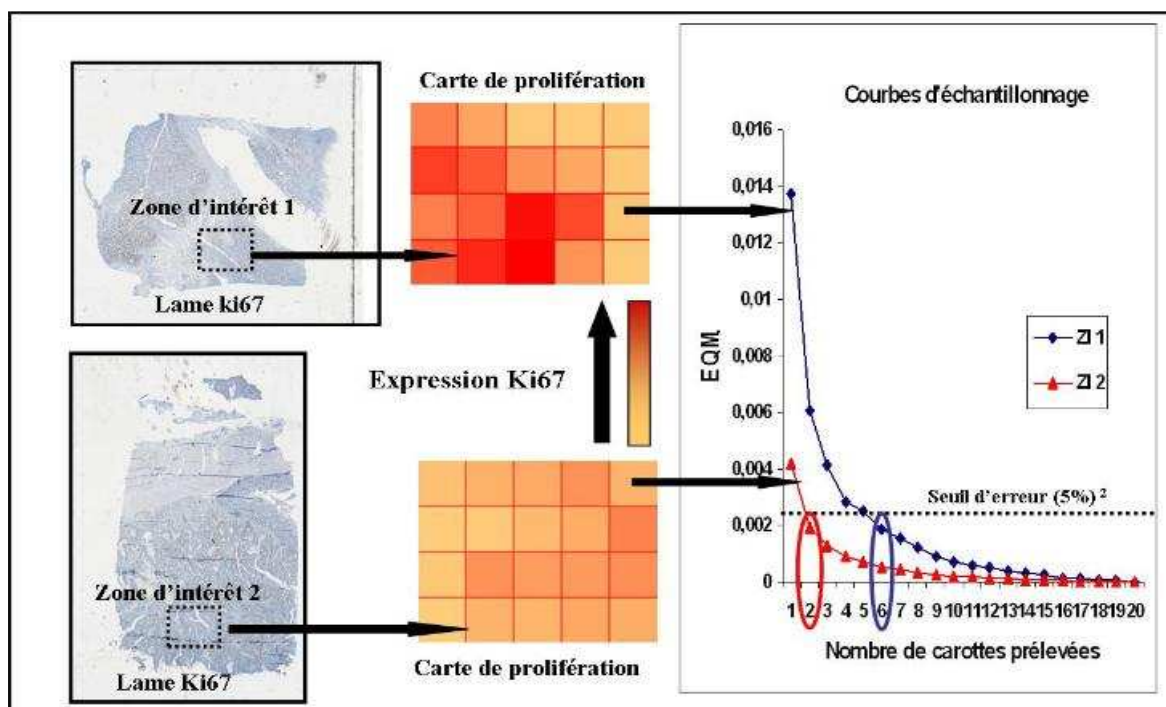 Carte de prolifération
Zone d'intérêt 1
Lame ki67
Expression Ki67
Zone d'intérêt 2
Lame Ki67
Carte de prolifération
Courbes d'échantillonnage
0,016
0,014
0,012
0,01
0,008
0,006
0,004
0,002
0
EQM
ZI 1
ZI 2
Seuil d'erreur (5%) ²
1 2 3 4 5 6 7 8 9 10 11 12 13 14 15 16 17 18 19 20
Nombre de carottes prélevées